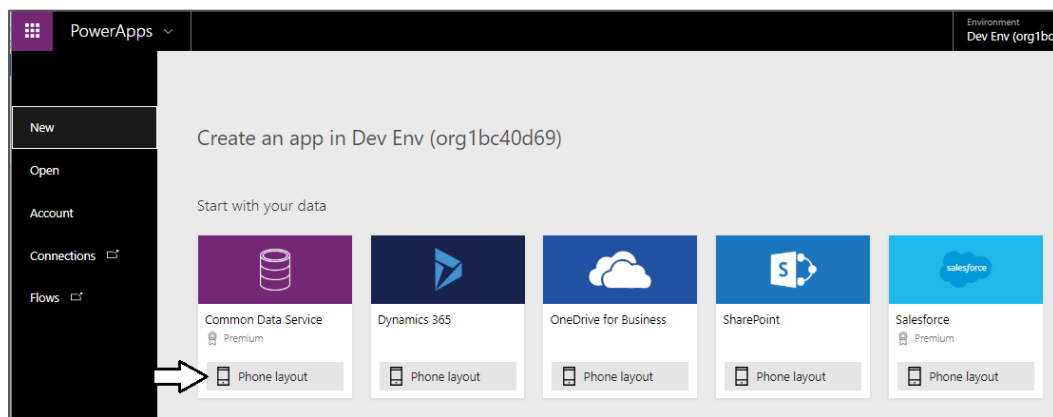 PowerApps
Environment
Dev Env (org1bc
New
Open
Account
Connections
Flows
Create an app in Dev Env (org1bc40d69)
Start with your data
salesforce
Common Data Service
Premium
Phone layout
Dynamics 365
Phone layout
OneDrive for Business
Phone layout
S
SharePoint
Phone layout
Salesforce
Premium
Phone layout